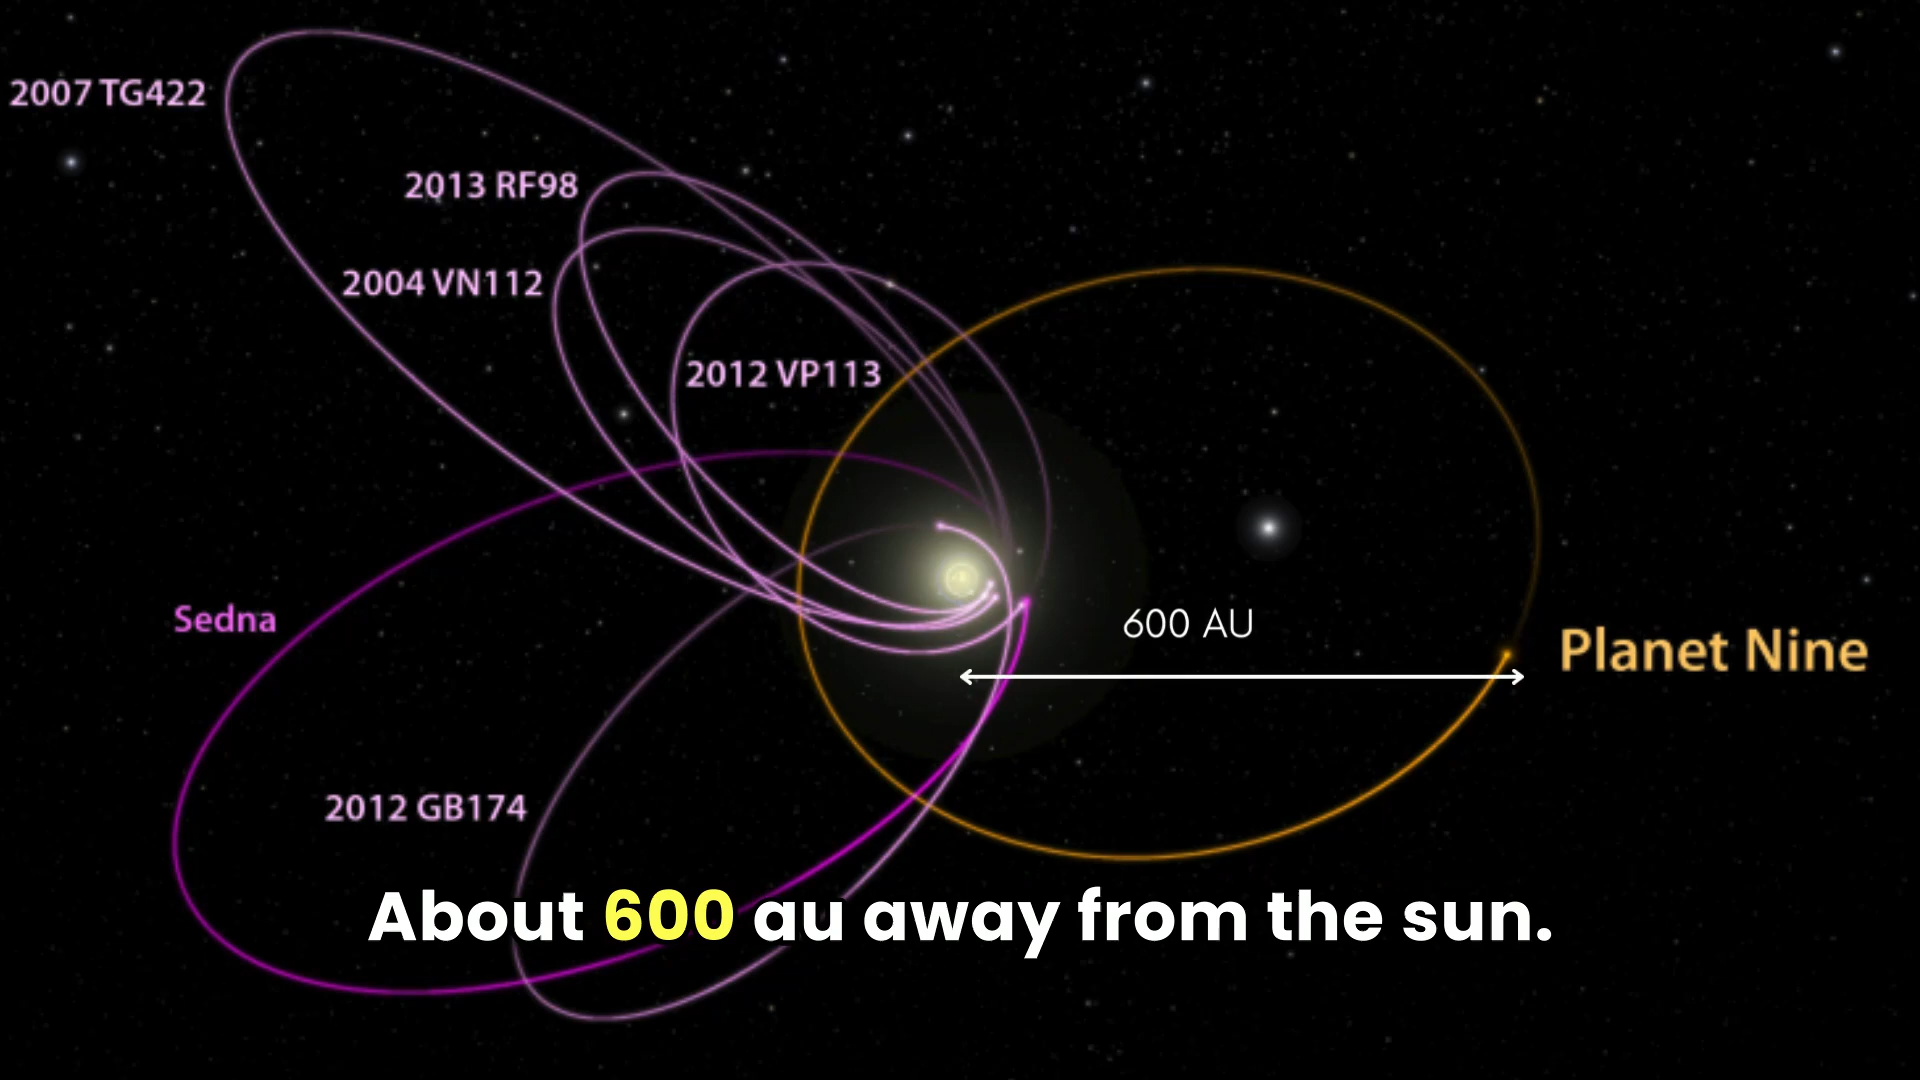 2007 TG422
2013 RF98
2004 VN112
2012 VP113
Sedna
600 AU
Planet Nine
2012 GB174
About 600 au away from the sun.